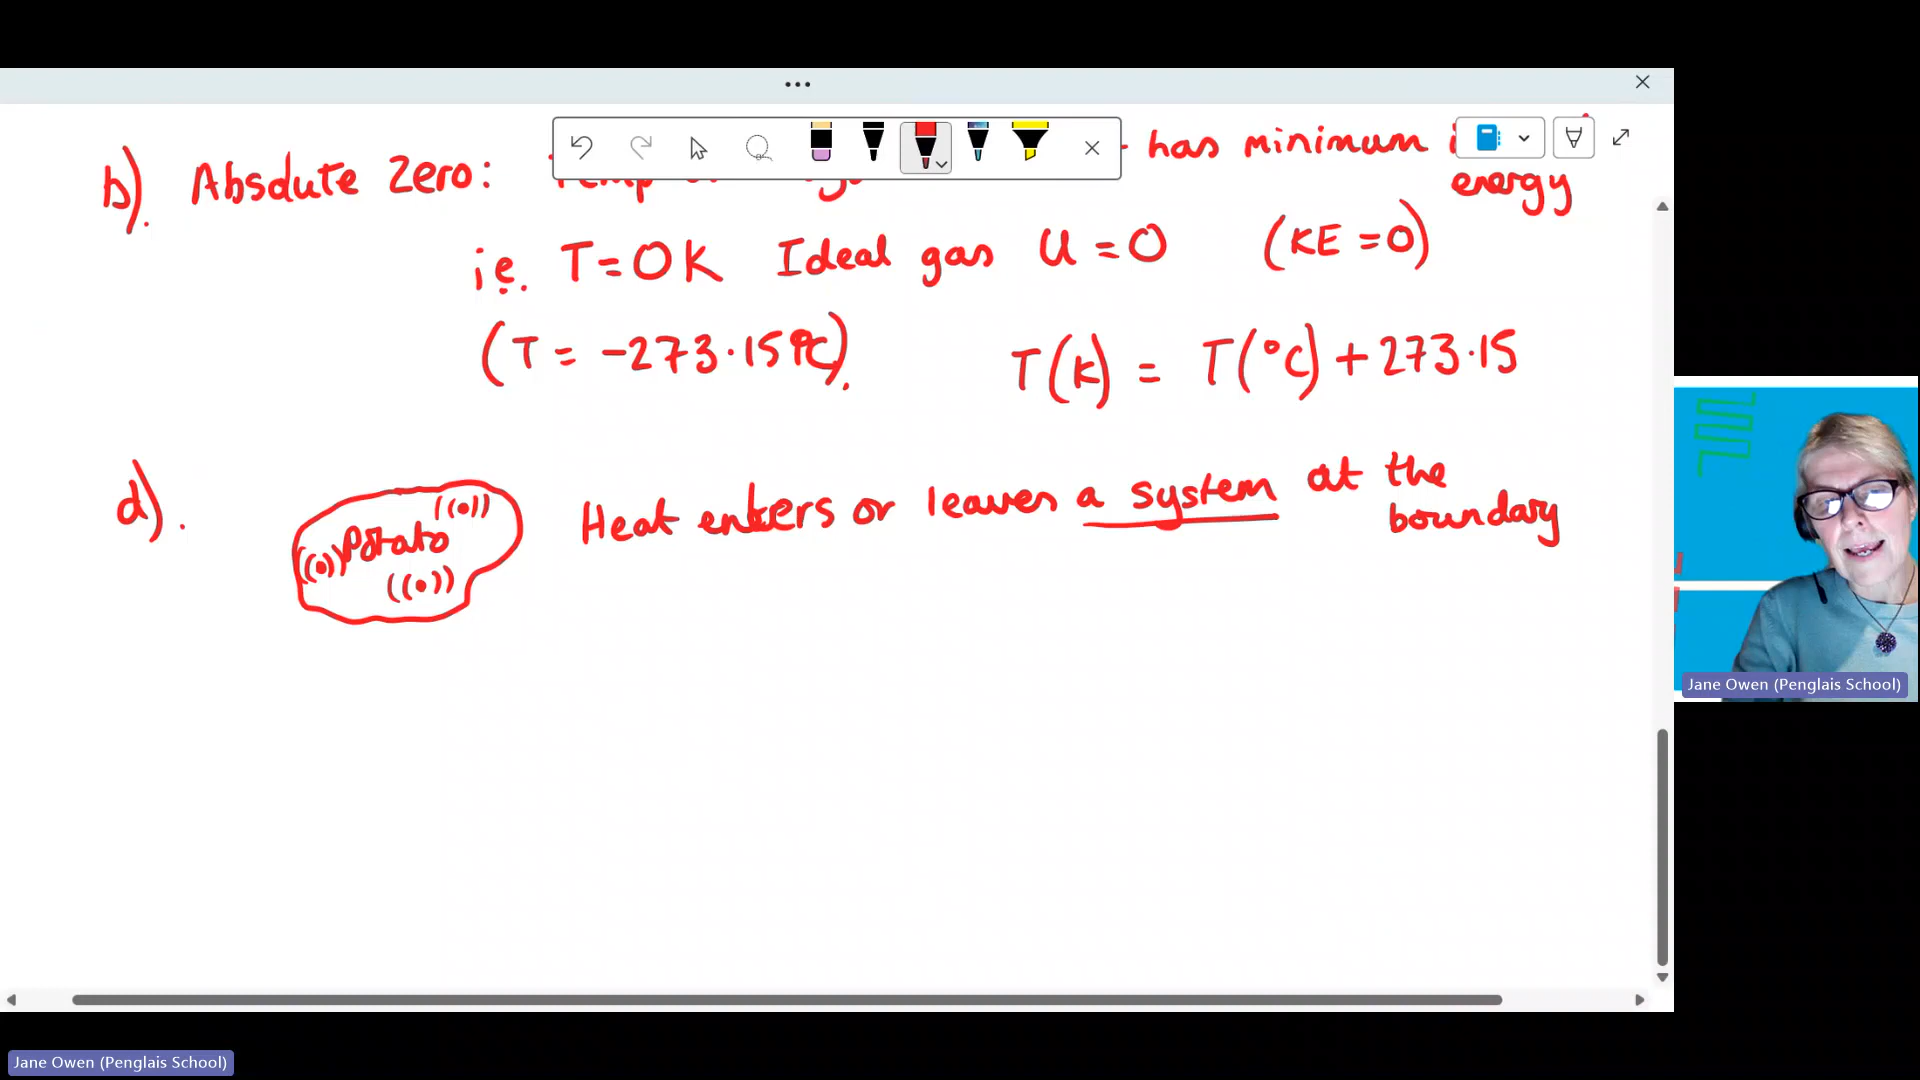 b). Absolute Zero: has minimum
energy
i.e. T=0K Ideal gas U=0 (KE=0)
(T = -273.15°C). T(K) = T(°C)+273.15
d). Potato Heat enters or leaves a system at the
boundary
Jane Owen (Penglais School)
Jane Owen (Penglais School)